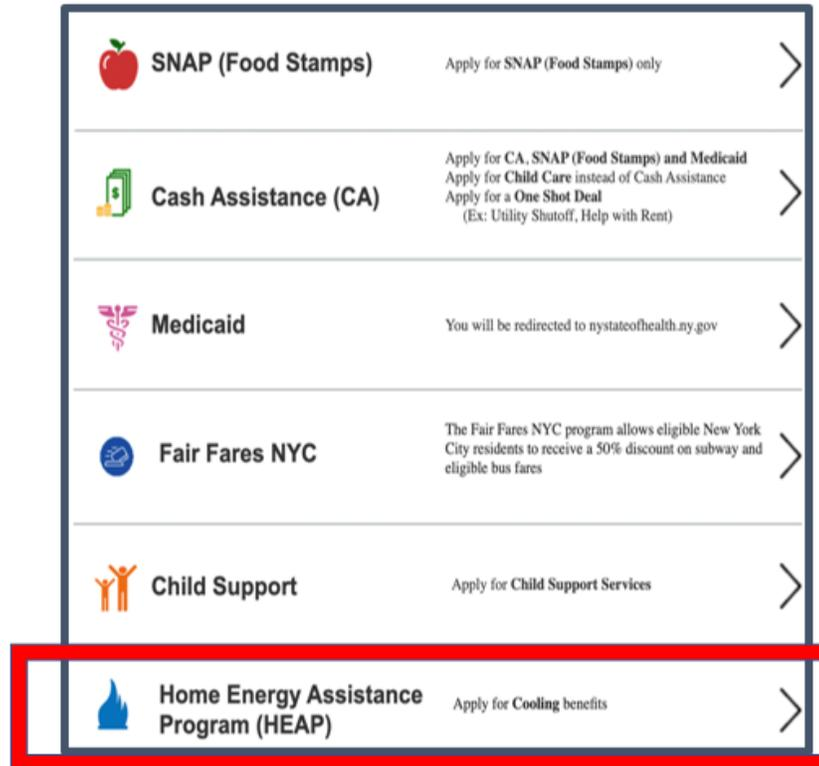 SNAP (Food Stamps)
Apply for SNAP (Food Stamps) only
$
Cash Assistance (CA)
Apply for CA, SNAP (Food Stamps) and Medicaid
Apply for Child Care instead of Cash Assistance
Apply for a One Shot Deal
(Ex: Utility Shutoff, Help with Rent)
Medicaid
You will be redirected to nystateofhealth.ny.gov
Fair Fares NYC
The Fair Fares NYC program allows eligible New York
City residents to receive a 50% discount on subway and
eligible bus fares
Child Support
Apply for Child Support Services
Home Energy Assistance
Program (HEAP)
Apply for Cooling benefits